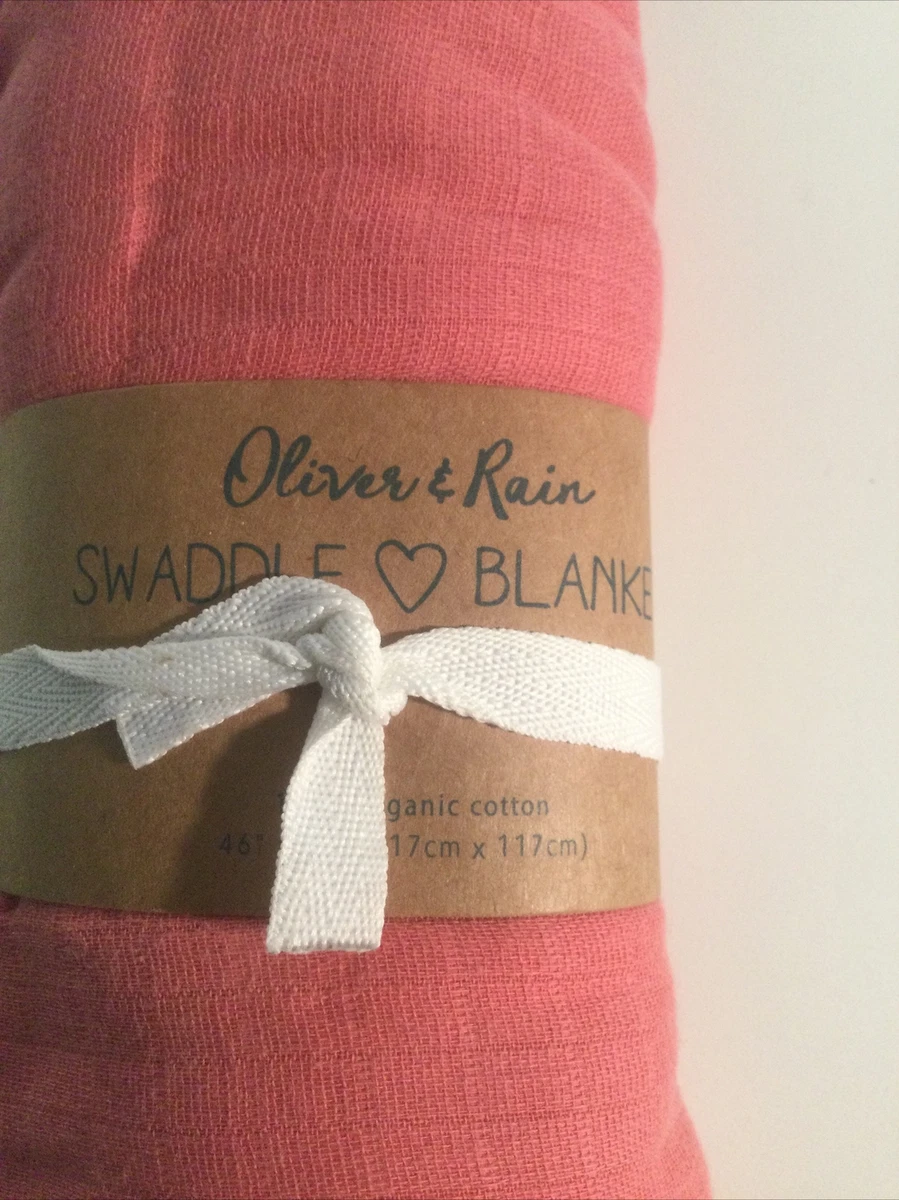 Oliver & Rain
SWADDLE ♡ BLANKE
ganic cotton
46" 17cm x 117cm)